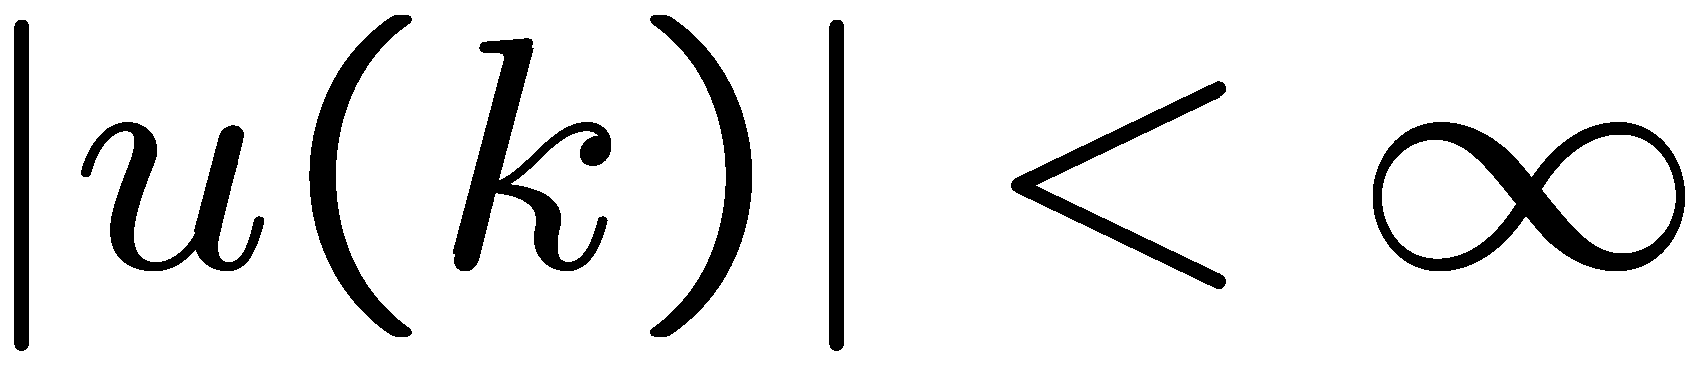 |u(k)| < ∞